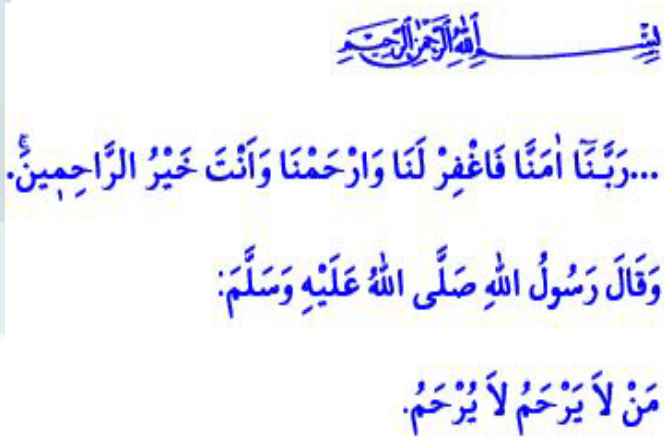 بِسْمِ اللّٰهِ الرَّحْمٰنِ الرَّحِيمِ
...رَبَّنَٓا اٰمَنَّا فَاغْفِرْ لَنَا وَارْحَمْنَا وَاَنْتَ خَيْرُ الرَّاحِم۪ينَۚ.
وَقَالَ رَسُولُ اللّٰهِ صَلَّى اللّٰهُ عَلَيْهِ وَسَلَّمَ:
مَنْ لاَ يَرْحَمُ لاَ يُرْحَمُ.